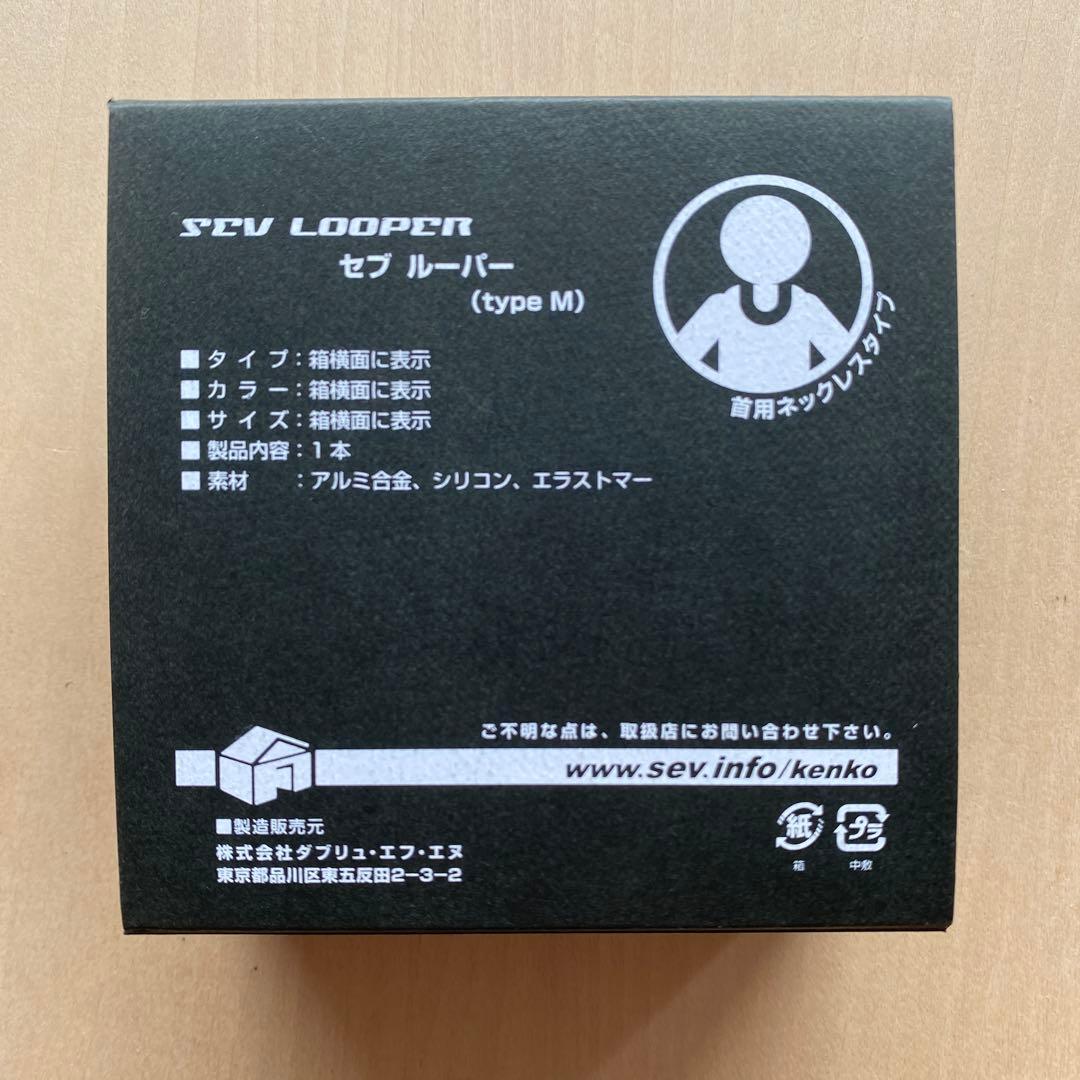 SEV LOOPER
セブ ルーパー
（type M）
首用ネックレスタイプ
■ タイプ：箱横面に表示
■ カラー：箱横面に表示
■ サイズ：箱横面に表示
■ 製品内容：1本
■ 素材　：アルミ合金、シリコン、エラストマー
ご不明な点は、取扱店にお問い合わせ下さい。
www.sev.info/kenko
■製造販売元
株式会社ダブリュ・エフ・エヌ
東京都品川区東五反田2−3−2
紙
箱
プラ
中敷